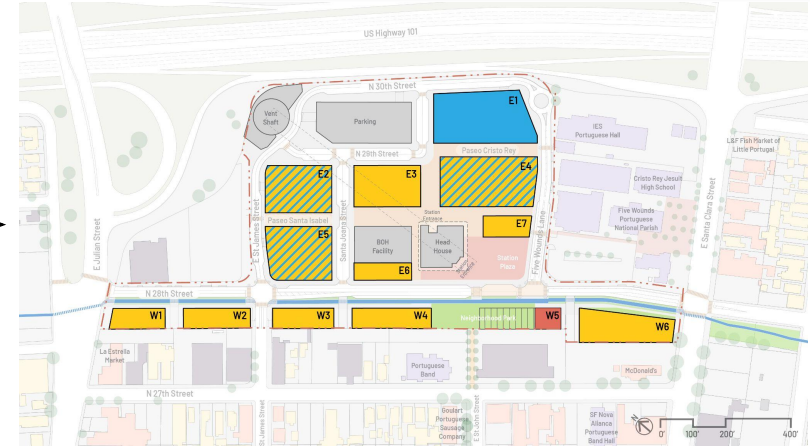 US Highway 101
N 30th Street
Vent
Shaft
Parking
E1
IES
Portuguese Hall
L&F Fish Market of
Little Portugal
N 29th Street
Paseo Cristo Rey
E2
E3
E4
Cristo Rey Jesuit
High School
E Julian Street
E St James Street
Paseo Santa Isabel
Santa Joana Street
Station
Entrance
E7
Five Wounds
Portuguese
National Parish
E Santa Clara Street
E5
BOH
Facility
Head
House
Station
Entrance
Station
Plaza
Five Wounds Lane
E6
N 28th Street
W1
W2
W3
W4
Neighborhood Park
W5
W6
La Estrella
Market
Portuguese
Band
McDonald's
N 27th Street
E St James Street
Goulart
Portuguese
Sausage
Company
E St John Street
SF Nova
Aliança
Portuguese
Band Hall
N
0'
100'
200'
400'